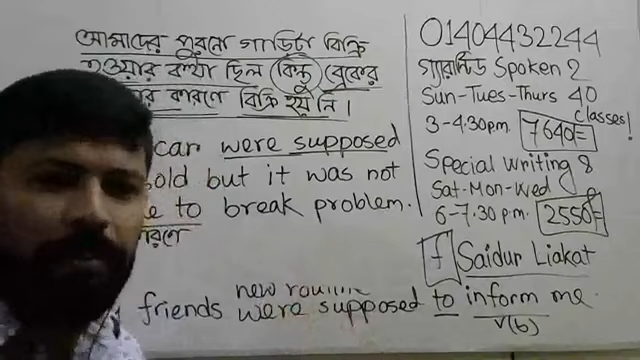 আমাদের পুরনো গাড়িটা বিক্রি
হওয়ার কথা ছিল কিন্তু ব্রেকের
কারণে বিক্রি হয় নি।
car were supposed
sold but it was not
to break problem.
new routine
friends were supposed to inform me.
v(b)
01404432244
গ্যারান্টিড Spoken 2
Sun-Tues-Thurs 40
classes!
3-4.30pm. 7640/=
Special writing 8
Sat-Mon-Wed
6-7.30 p.m. 2550/=
f Saidur Liakat